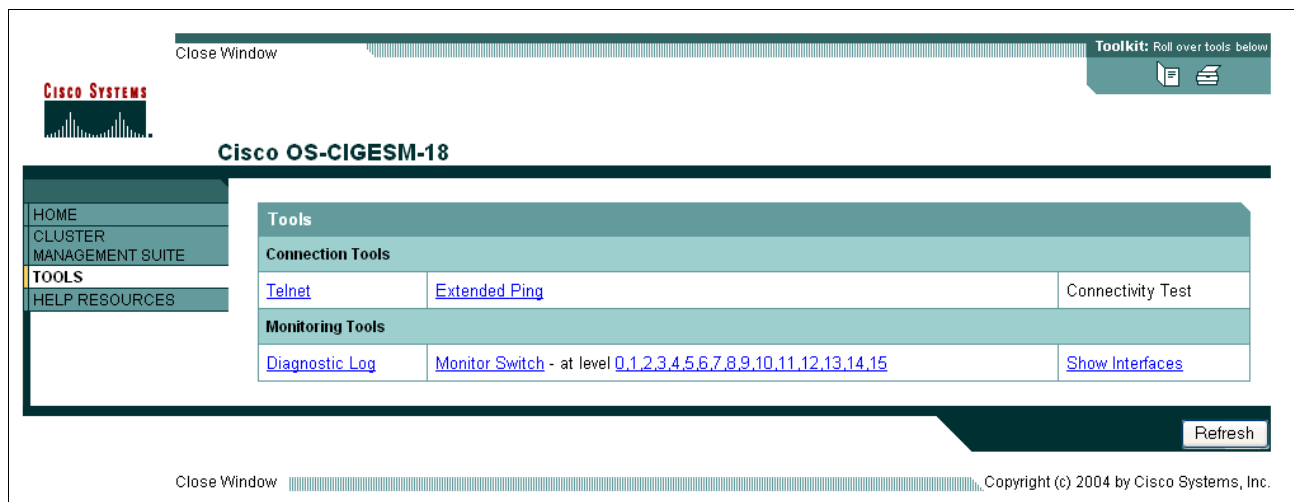 Close Window
Toolkit: Roll over tools below
CISCO SYSTEMS
Cisco OS-CIGESM-18
HOME
CLUSTER
MANAGEMENT SUITE
TOOLS
HELP RESOURCES
Tools
Connection Tools
Telnet Extended Ping Connectivity Test
Monitoring Tools
Diagnostic Log Monitor Switch - at level 0,1,2,3,4,5,6,7,8,9,10,11,12,13,14,15 Show Interfaces
Refresh
Close Window
Copyright (c) 2004 by Cisco Systems, Inc.